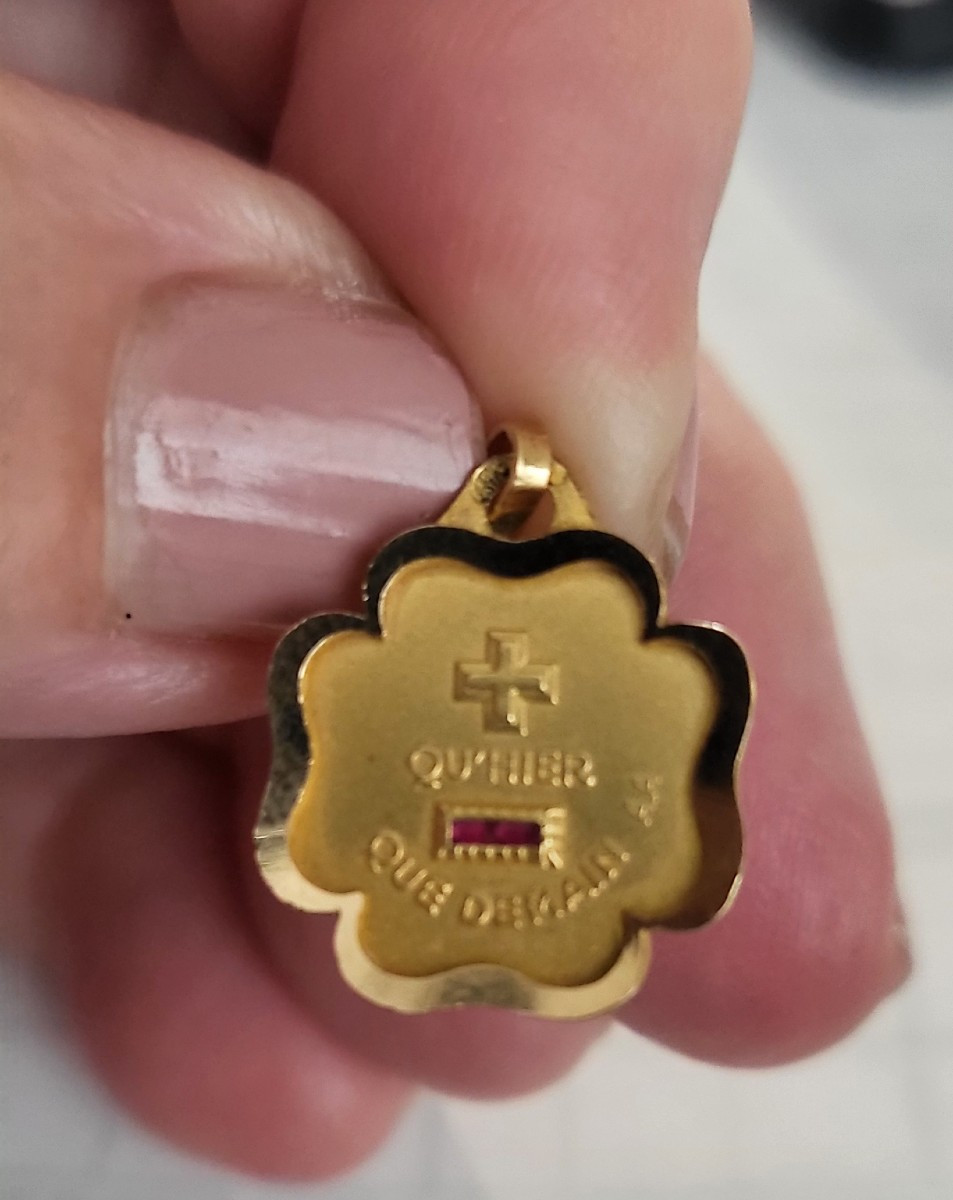 +
QU'HIER
QUE DEMAIN